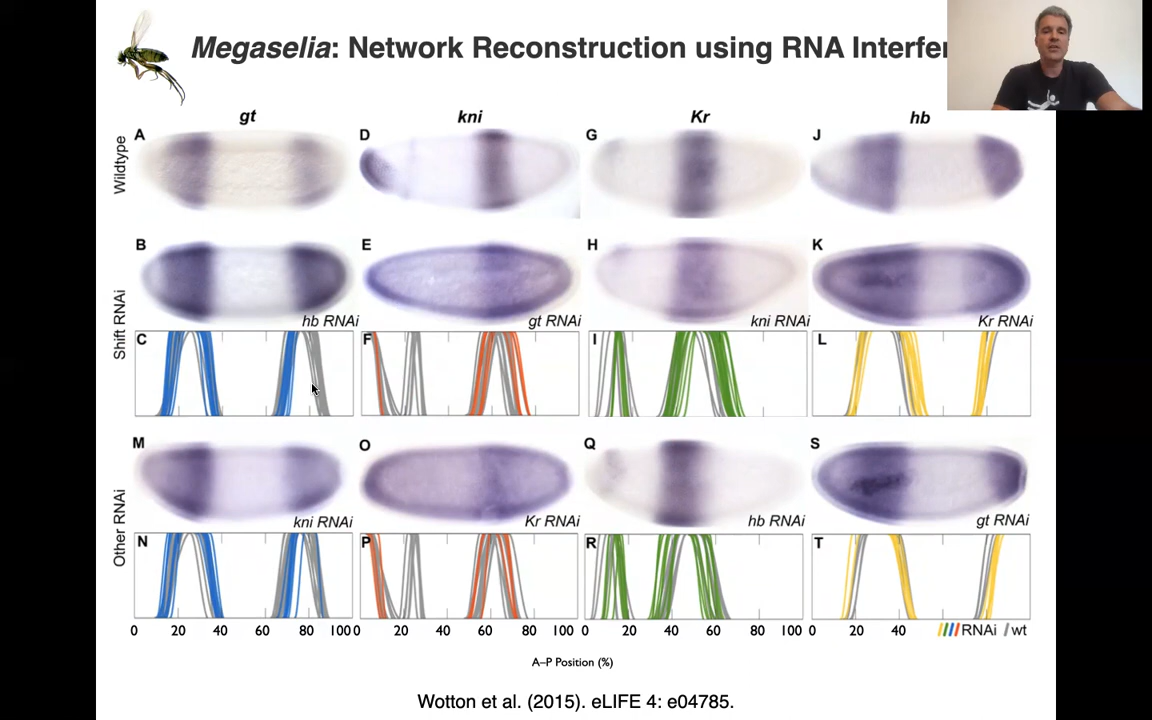 Megaselia: Network Reconstruction using RNA Interfer
gt kni Kr hb
Wildtype
A D G J
Shift RNAi
B E H K
hb RNAi gt RNAi kni RNAi Kr RNAi
C F I L
Other RNAi
M O Q S
kni RNAi Kr RNAi hb RNAi gt RNAi
N P R T
0 20 40 60 80 100 0 20 40 60 80 100 0 20 40 60 80 100 0 20 40 RNAi / wt
A–P Position (%)
Wotton et al. (2015). eLIFE 4: e04785.